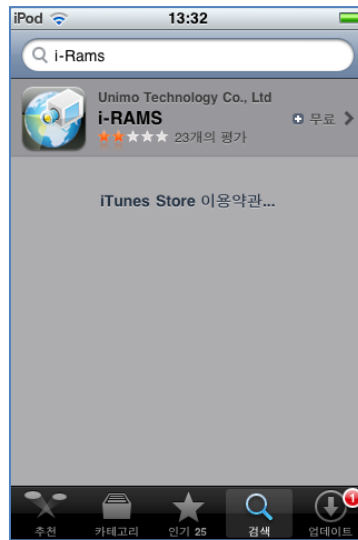 iPod 13:32
i-Rams
Unimo Technology Co., Ltd
i-RAMS 무료
23개의 평가
iTunes Store 이용약관...
1
추천 카테고리 인기 25 검색 업데이트